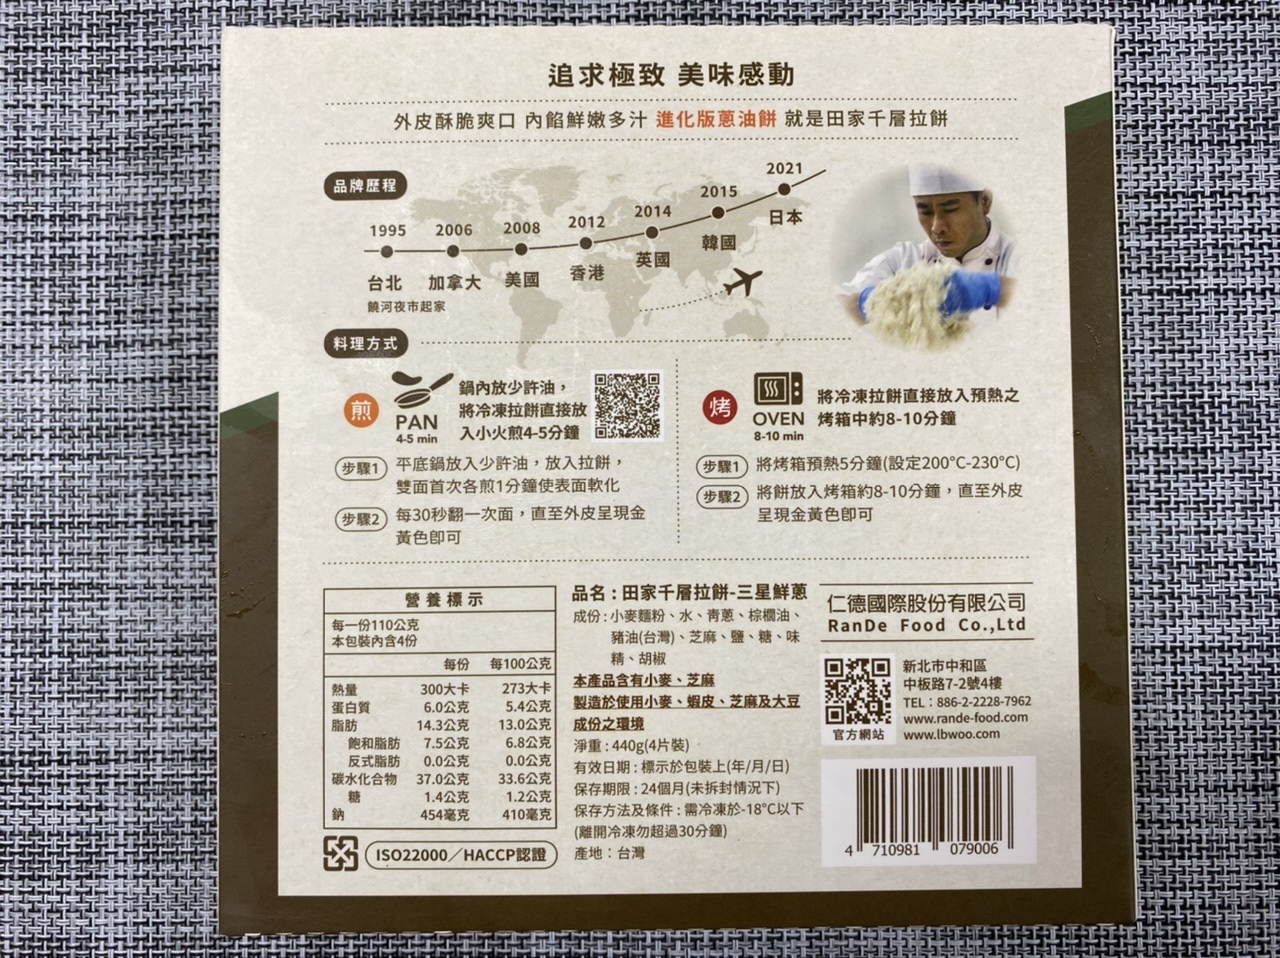 追求極致 美味感動
外皮酥脆爽口 內餡鮮嫩多汁 進化版蔥油餅 就是田家千層拉餅
品牌歷程
1995
台北
饒河夜市起家
2006
加拿大
2008
美國
2012
香港
2014
英國
2015
韓國
2021
日本
料理方式
煎
PAN
4-5 min
鍋內放少許油，
將冷凍拉餅直接放
入小火煎4-5分鐘
步驟1 平底鍋放入少許油，放入拉餅，
雙面首次各煎1分鐘使表面軟化
步驟2 每30秒翻一次面，直至外皮呈現金
黃色即可
烤
OVEN
8-10 min
將冷凍拉餅直接放入預熱之
烤箱中約8-10分鐘
步驟1 將烤箱預熱5分鐘(設定200°C-230°C)
步驟2 將餅放入烤箱約8-10分鐘，直至外皮
呈現金黃色即可
營養標示
每一份110公克
本包裝內含4份
每份 每100公克
熱量 300大卡 273大卡
蛋白質 6.0公克 5.4公克
脂肪 14.3公克 13.0公克
飽和脂肪 7.5公克 6.8公克
反式脂肪 0.0公克 0.0公克
碳水化合物 37.0公克 33.6公克
糖 1.4公克 1.2公克
鈉 454毫克 410毫克
ISO22000／HACCP認證
品名：田家千層拉餅-三星鮮蔥
成份：小麥麵粉、水、青蔥、棕櫚油、
豬油(台灣)、芝麻、鹽、糖、味
精、胡椒
本產品含有小麥、芝麻
製造於使用小麥、蝦皮、芝麻及大豆
成份之環境
淨重：440g(4片裝)
有效日期：標示於包裝上(年/月/日)
保存期限：24個月(未拆封情況下)
保存方法及條件：需冷凍於-18°C以下
(離開冷凍勿超過30分鐘)
產地：台灣
仁德國際股份有限公司
RanDe Food Co.,Ltd
官方網站
新北市中和區
中板路7-2號4樓
TEL：886-2-2228-7962
www.rande-food.com
www.lbwoo.com
4 710981 079006